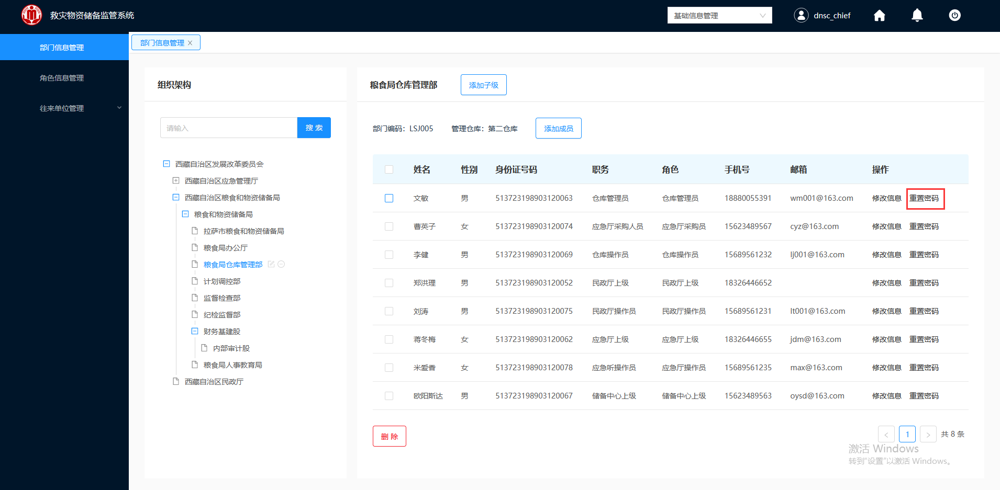 救灾物资储备监管系统
基础信息管理
dnsc_chief
部门信息管理
角色信息管理
往来单位管理
部门信息管理
组织架构
请输入
搜 索
西藏自治区发展改革委员会
西藏自治区应急管理厅
西藏自治区粮食和物资储备局
粮食和物资储备局
拉萨市粮食和物资储备局
粮食局办公厅
粮食局仓库管理部
计划调控部
监督检查部
纪检监督部
财务基建股
内部审计股
粮食局人事教育局
西藏自治区民政厅
粮食局仓库管理部 添加子级
部门编码：LSJ005 管理仓库：第二仓库 添加成员
姓名 性别 身份证号码 职务 角色 手机号 邮箱 操作
文敏 男 513723198903120063 仓库管理员 仓库管理员 18880055391 wm001@163.com 修改信息 重置密码
曹英子 女 513723198903120074 应急厅采购人员 应急厅采购员 15623489567 cyz@163.com 修改信息 重置密码
李健 男 513723198903120069 仓库操作员 仓库操作员 15689561232 lj001@163.com 修改信息 重置密码
郑洪理 男 513723198903120052 民政厅上级 民政厅上级 18326446652 修改信息 重置密码
刘涛 男 513723198903120075 民政厅操作员 民政厅操作员 15689561231 lt001@163.com 修改信息 重置密码
蒋冬梅 女 513723198903120062 应急厅上级 应急厅上级 18326446655 jdm@163.com 修改信息 重置密码
米爱香 女 513723198903120078 应急听操作员 应急厅操作员 15689561235 max@163.com 修改信息 重置密码
欧阳斯达 男 513723198903120067 储备中心上级 储备中心上级 15623489563 oysd@163.com 修改信息 重置密码
删 除
< 1 > 共 8 条
激活 Windows
转到“设置”以激活 Windows。